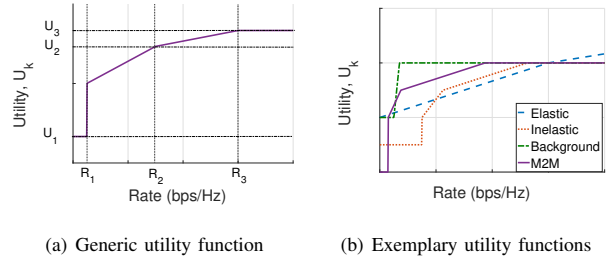 U3
U2
Utility, Uk
U1
R1 R2 R3
Rate (bps/Hz)
(a) Generic utility function
Utility, Uk
Elastic
Inelastic
Background
M2M
Rate (bps/Hz)
(b) Exemplary utility functions